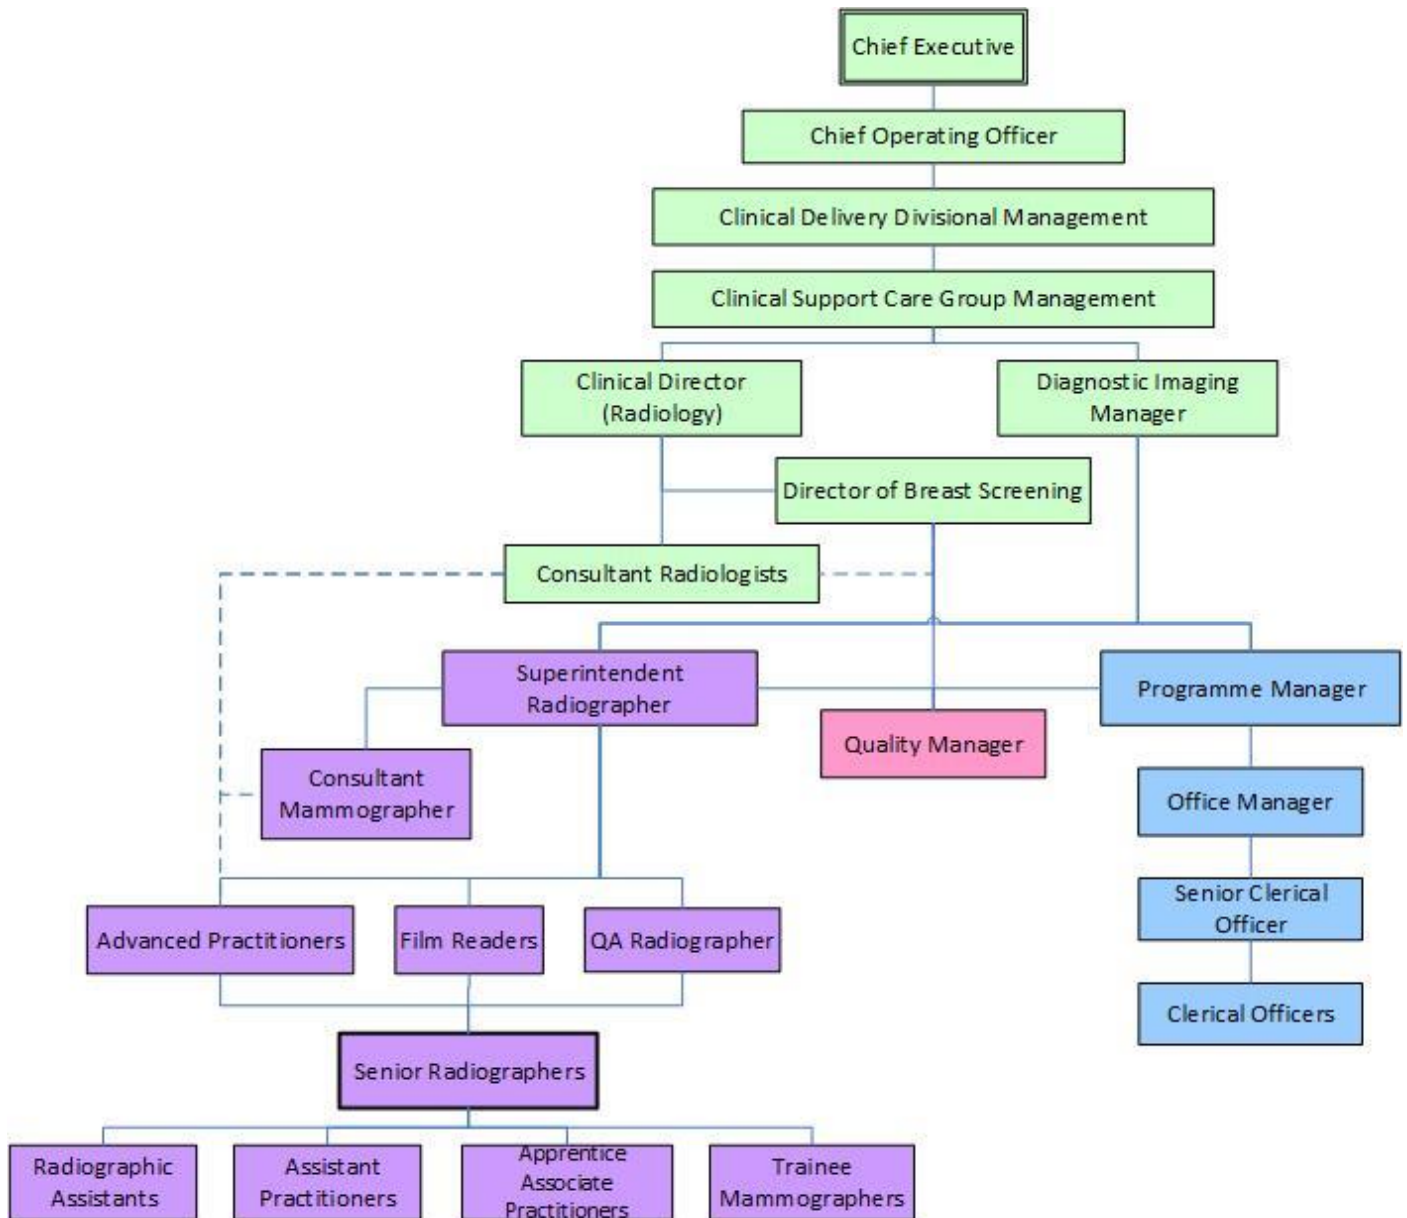 Chief Executive
Chief Operating Officer
Clinical Delivery Divisional Management
Clinical Support Care Group Management
Clinical Director
(Radiology)
Diagnostic Imaging
Manager
Director of Breast Screening
Consultant Radiologists
Superintendent
Radiographer
Programme Manager
Quality Manager
Consultant
Mammographer
Office Manager
Advanced Practitioners
Film Readers
QA Radiographer
Senior Clerical
Officer
Clerical Officers
Senior Radiographers
Radiographic
Assistants
Assistant
Practitioners
Apprentice
Associate
Practitioners
Trainee
Mammographers